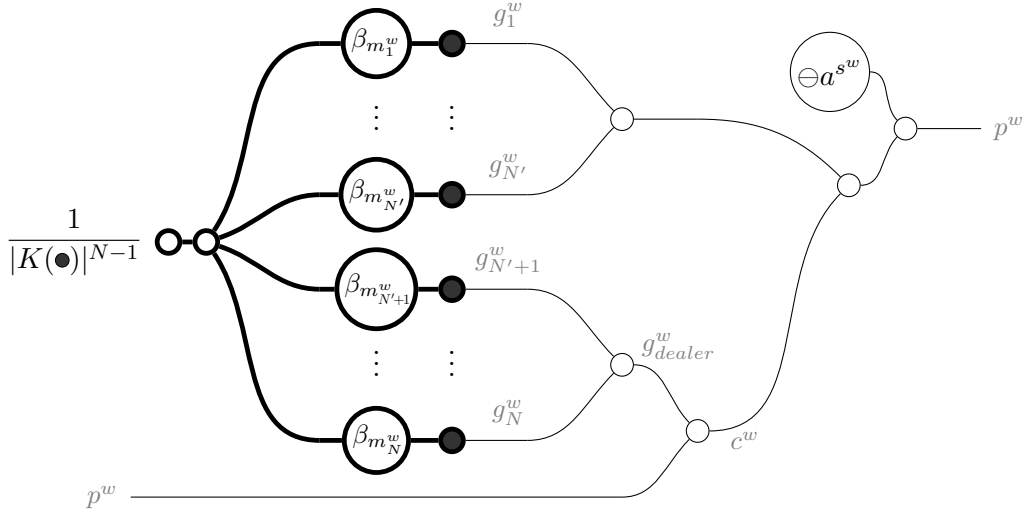 g_1^w
β_{m_1^w}
⊖a^{s^w}
p^w
⋮ ⋮
g_{N'}^w
β_{m_{N'}^w}
1
|K(●)|^{N−1}
g_{N'+1}^w
β_{m_{N'+1}^w}
g_{dealer}^w
⋮ ⋮
g_N^w
β_{m_N^w}
c^w
p^w